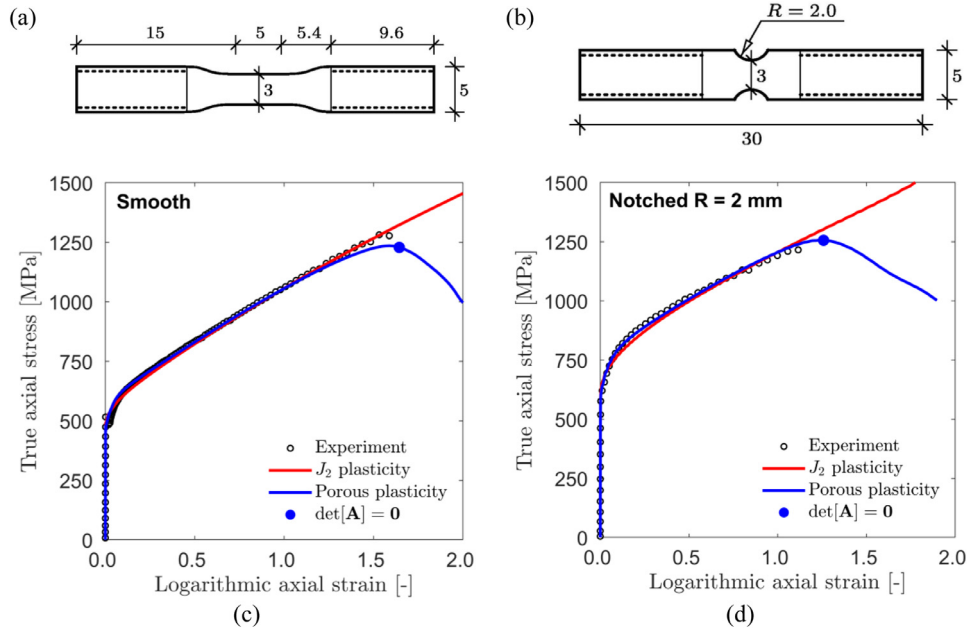 (a)
15
5
5.4
9.6
3
5
(b)
R = 2.0
3
5
30
Smooth
1500
1250
1000
750
500
250
0
True axial stress [MPa]
Experiment
J₂ plasticity
Porous plasticity
det[A] = 0
0.0
0.5
1.0
1.5
2.0
Logarithmic axial strain [-]
(c)
Notched R = 2 mm
1500
1250
1000
750
500
250
0
True axial stress [MPa]
Experiment
J₂ plasticity
Porous plasticity
det[A] = 0
0.0
0.5
1.0
1.5
2.0
Logarithmic axial strain [-]
(d)